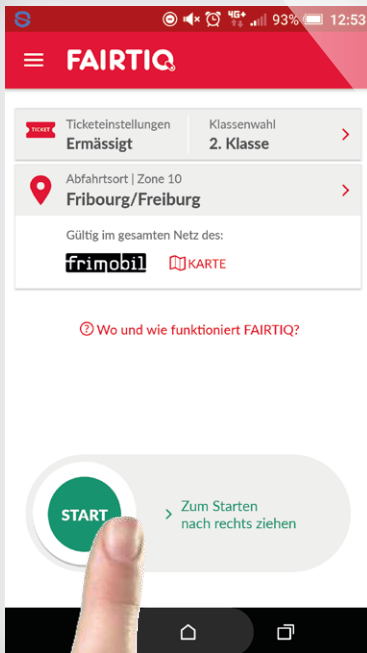 4G+ 93% 12:53
FAIRTIQ
TICKET
Ticketeinstellungen Klassenwahl
Ermässigt 2. Klasse
Abfahrtsort | Zone 10
Fribourg/Freiburg
Gültig im gesamten Netz des:
frimobil KARTE
Wo und wie funktioniert FAIRTIQ?
START
Zum Starten
nach rechts ziehen